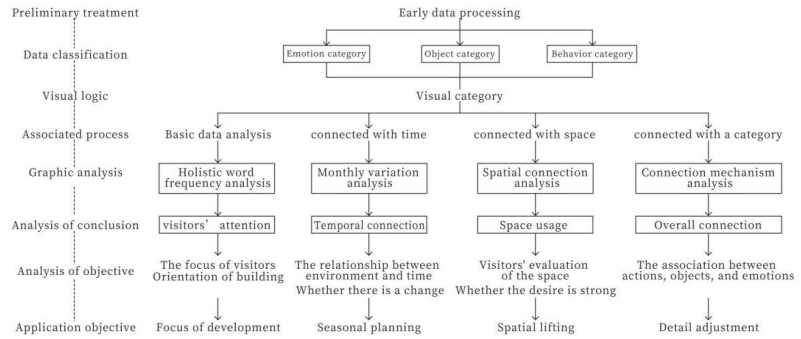 Preliminary treatment
Early data processing
Data classification
Emotion category
Object category
Behavior category
Visual logic
Visual category
Associated process
Basic data analysis
connected with time
connected with space
connected with a category
Graphic analysis
Holistic word
frequency analysis
Monthly variation
analysis
Spatial connection
analysis
Connection mechanism
analysis
Analysis of conclusion
visitors’ attention
Temporal connection
Space usage
Overall connection
Analysis of objective
The focus of visitors
Orientation of building
The relationship between
environment and time
Whether there is a change
Visitors' evaluation
of the space
Whether the desire is strong
The association between
actions, objects, and emotions
Application objective
Focus of development
Seasonal planning
Spatial lifting
Detail adjustment